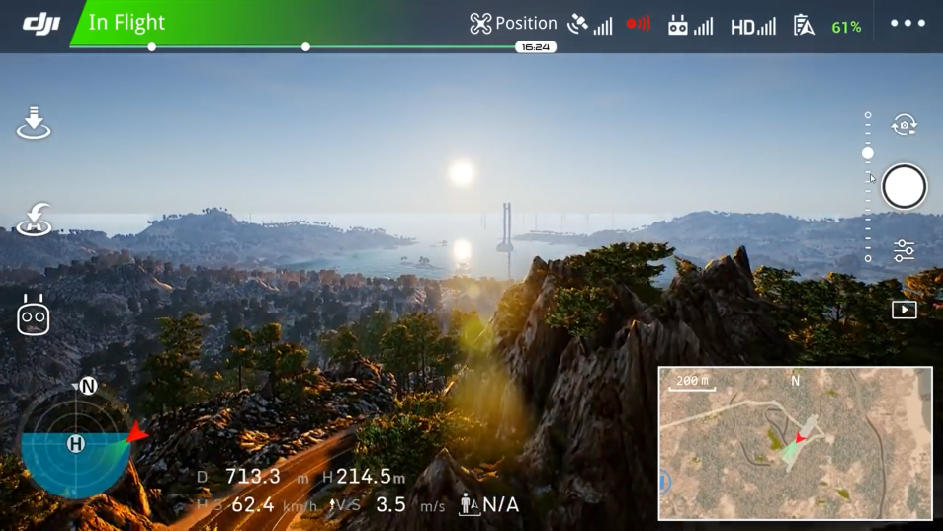 dji In Flight Position HD 61%
16:24
200 m N
N
H
D 713.3 m H 214.5 m
H S 62.4 km/h V/S 3.5 m/s N/A